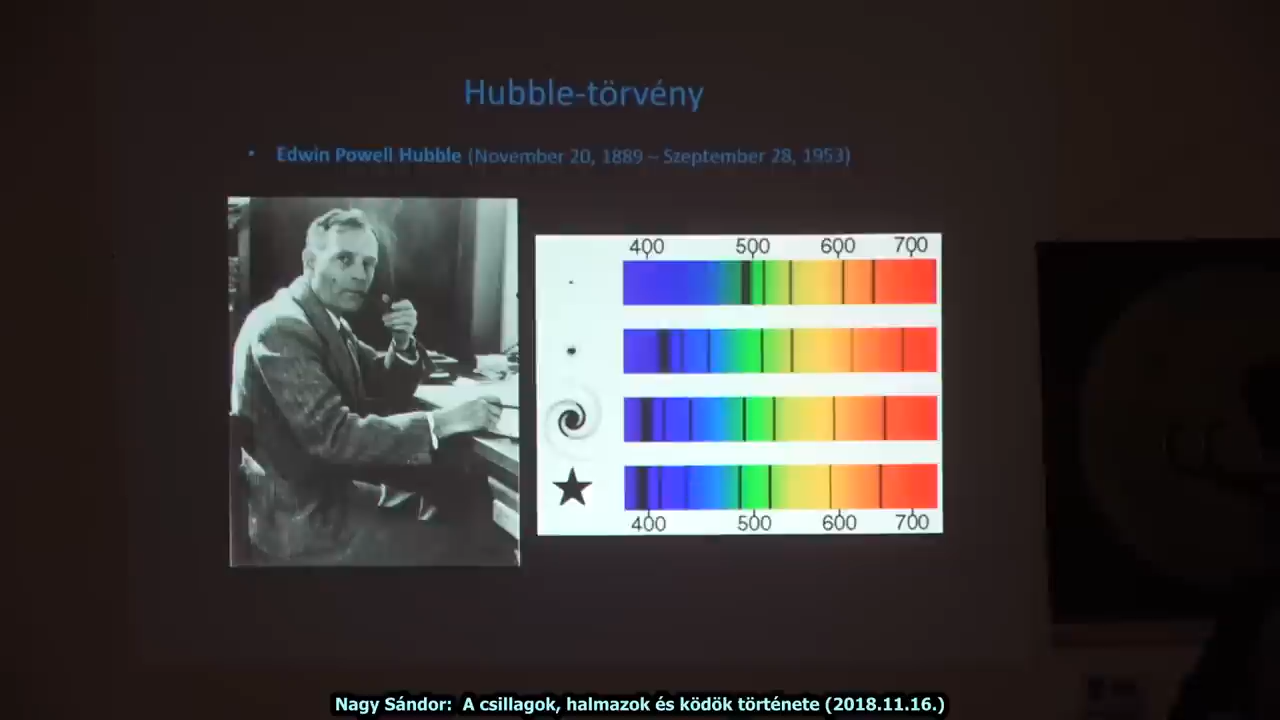 Hubble-törvény
• Edwin Powell Hubble (November 20, 1889 – Szeptember 28, 1953)
400 500 600 700
400 500 600 700
Nagy Sándor: A csillagok, halmazok és ködök története (2018.11.16.)